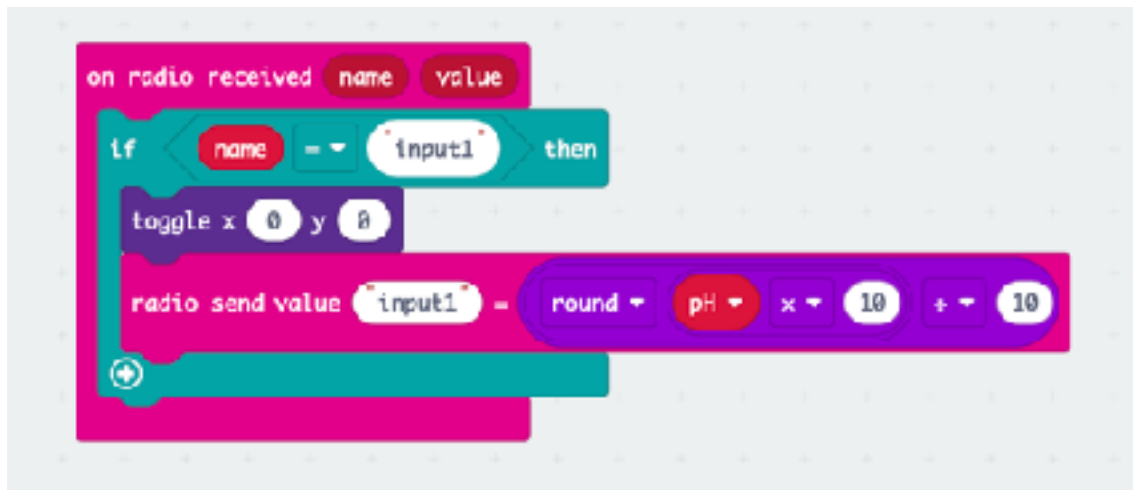 on radio received name value
if name = "input1" then
toggle x 0 y 0
radio send value "input1" = round pH × 10 ÷ 10